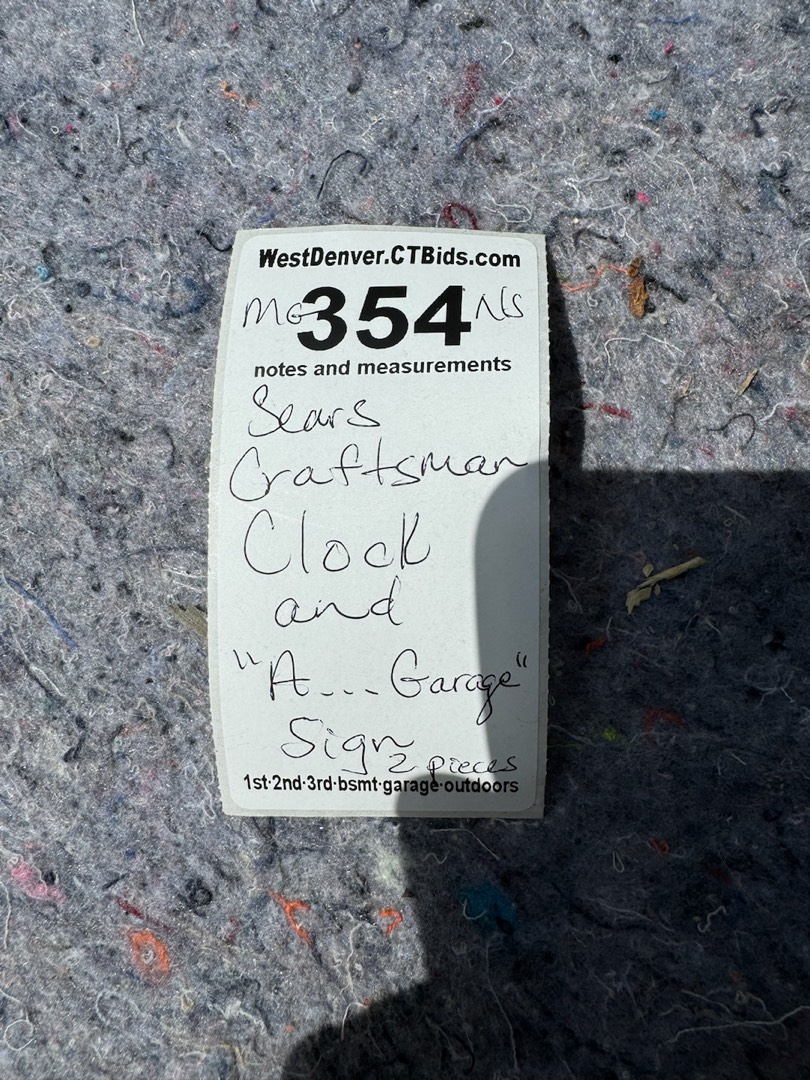 WestDenver.CTBids.com
MG 354 NS
notes and measurements
Sears
Craftsman
Clock
and
"A... Garage"
Sign
2 pieces
1st·2nd·3rd·bsmt·garage·outdoors